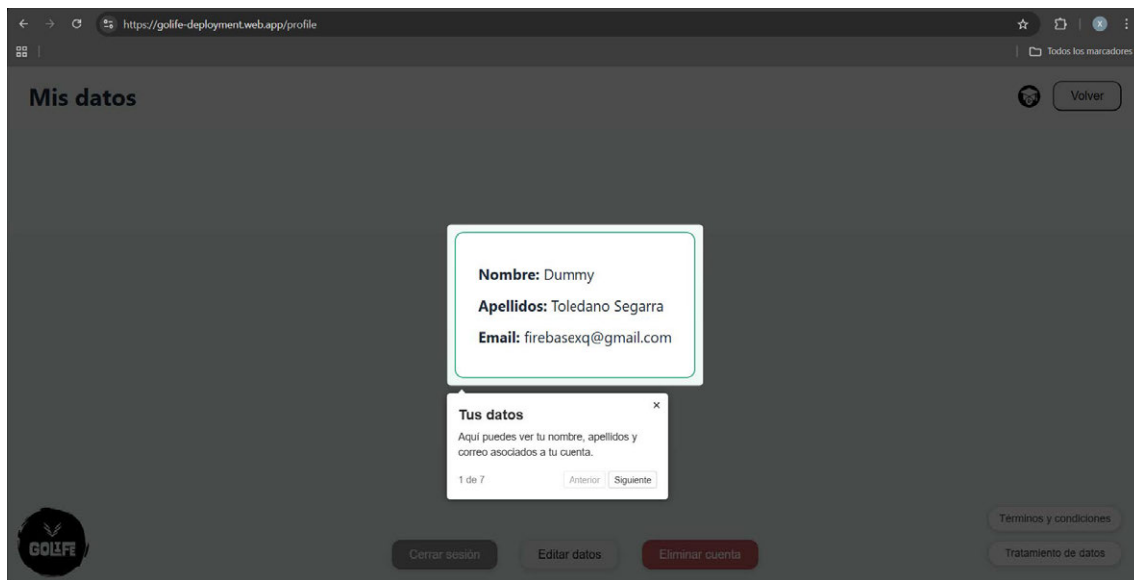 https://golife-deployment.web.app/profile
X
Todos los marcadores
Mis datos
Volver
Nombre: Dummy
Apellidos: Toledano Segarra
Email: firebasexq@gmail.com
Tus datos
×
Aquí puedes ver tu nombre, apellidos y
correo asociados a tu cuenta.
1 de 7
Anterior
Siguiente
Términos y condiciones
GOLIFE
Cerrar sesión
Editar datos
Eliminar cuenta
Tratamiento de datos